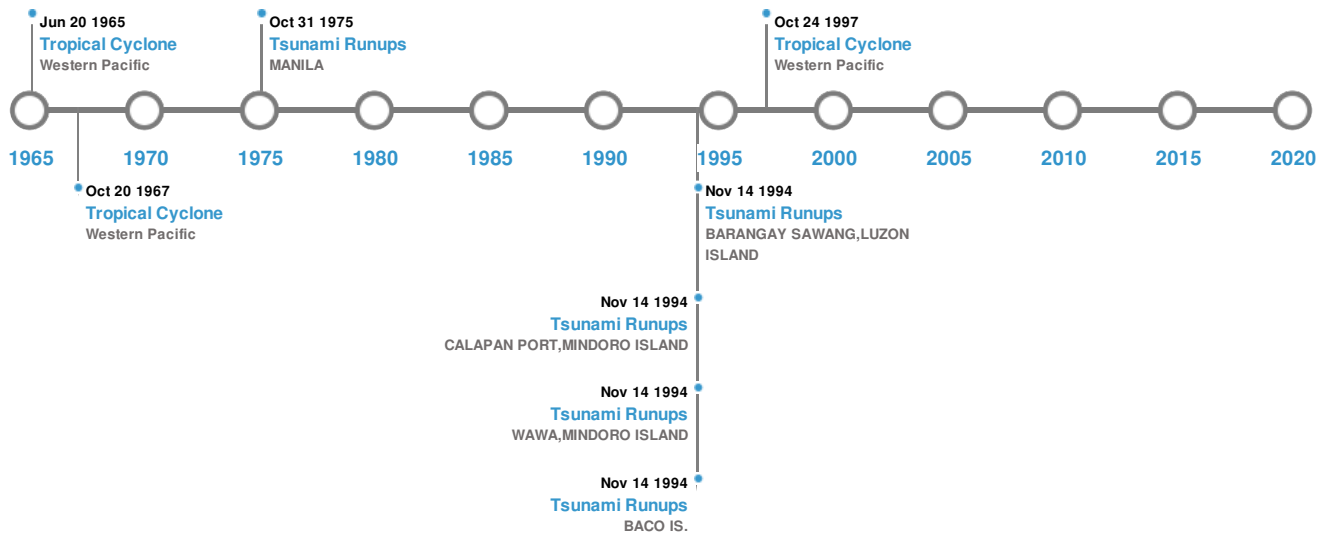 Jun 20 1965
Tropical Cyclone
Western Pacific
Oct 31 1975
Tsunami Runups
MANILA
Oct 24 1997
Tropical Cyclone
Western Pacific
1965 1970 1975 1980 1985 1990 1995 2000 2005 2010 2015 2020
Oct 20 1967
Tropical Cyclone
Western Pacific
Nov 14 1994
Tsunami Runups
BARANGAY SAWANG,LUZON
ISLAND
Nov 14 1994
Tsunami Runups
CALAPAN PORT,MINDORO ISLAND
Nov 14 1994
Tsunami Runups
WAWA,MINDORO ISLAND
Nov 14 1994
Tsunami Runups
BACO IS.